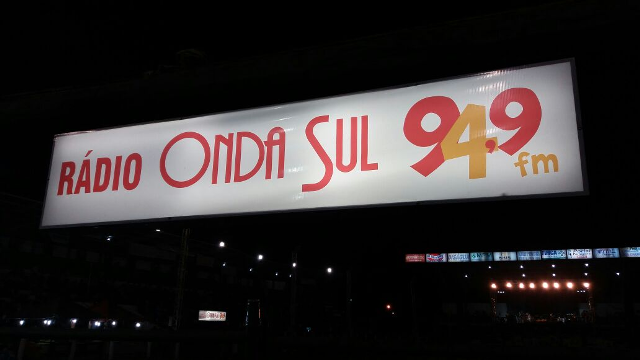 RÁDIO ONDA SUL 94,9 fm